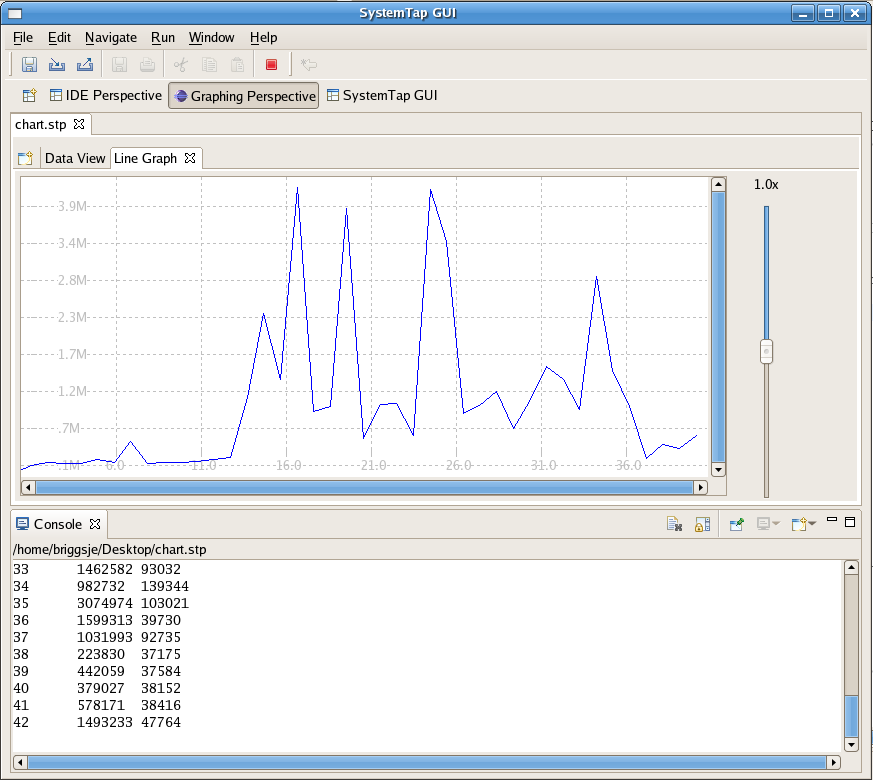 SystemTap GUI
File Edit Navigate Run Window Help
IDE Perspective Graphing Perspective SystemTap GUI
chart.stp
Data View Line Graph
1.0x
3.9M
3.4M
2.8M
2.3M
1.7M
1.2M
.7M
.1M 6.0 11.0 16.0 21.0 26.0 31.0 36.0
Console
/home/briggsje/Desktop/chart.stp
33 1462582 93032
34 982732 139344
35 3074974 103021
36 1599313 39730
37 1031993 92735
38 223830 37175
39 442059 37584
40 379027 38152
41 578171 38416
42 1493233 47764